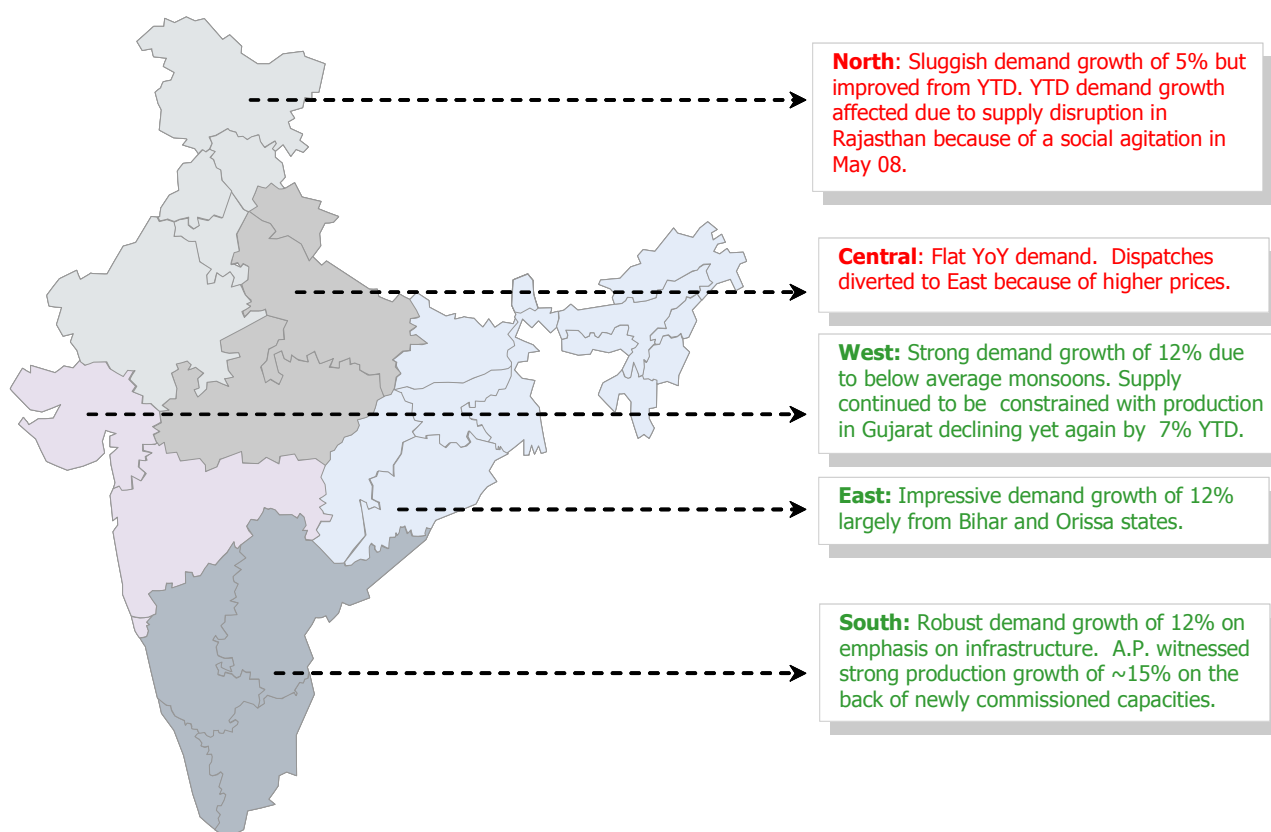 North: Sluggish demand growth of 5% but
improved from YTD. YTD demand growth
affected due to supply disruption in
Rajasthan because of a social agitation in
May 08.
Central: Flat YoY demand. Dispatches
diverted to East because of higher prices.
West: Strong demand growth of 12% due
to below average monsoons. Supply
continued to be constrained with production
in Gujarat declining yet again by 7% YTD.
East: Impressive demand growth of 12%
largely from Bihar and Orissa states.
South: Robust demand growth of 12% on
emphasis on infrastructure. A.P. witnessed
strong production growth of ~15% on the
back of newly commissioned capacities.